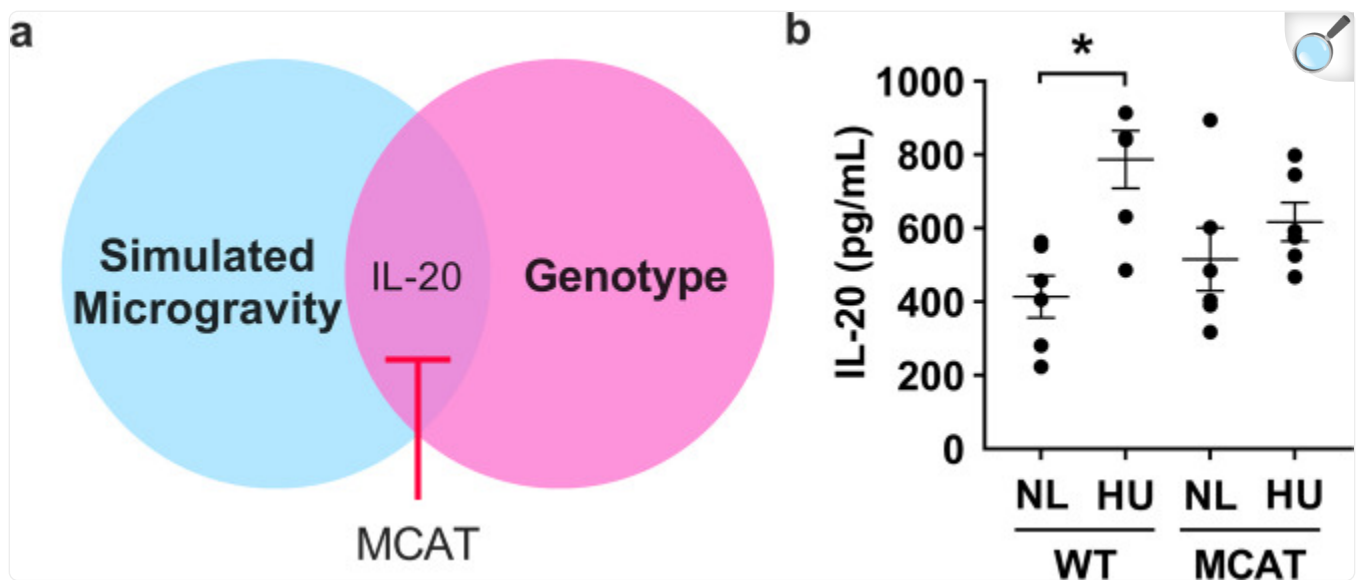 a
Simulated
Microgravity
IL-20
Genotype
MCAT
b
*
IL-20 (pg/mL)
1000
800
600
400
200
0
NL HU NL HU
WT MCAT